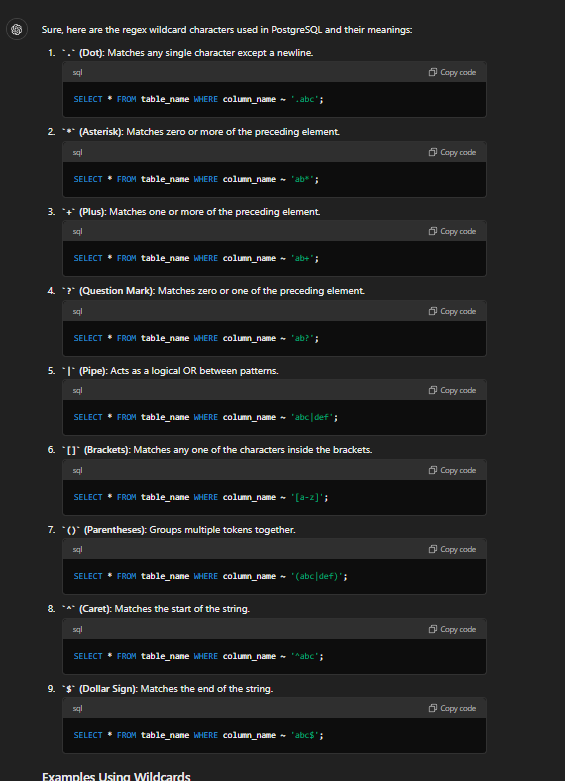 Sure, here are the regex wildcard characters used in PostgreSQL and their meanings:
1. `.` (Dot): Matches any single character except a newline.
sql
Copy code
SELECT * FROM table_name WHERE column_name ~ '.abc';
2. `*` (Asterisk): Matches zero or more of the preceding element.
sql
Copy code
SELECT * FROM table_name WHERE column_name ~ 'ab*';
3. `+` (Plus): Matches one or more of the preceding element.
sql
Copy code
SELECT * FROM table_name WHERE column_name ~ 'ab+';
4. `?` (Question Mark): Matches zero or one of the preceding element.
sql
Copy code
SELECT * FROM table_name WHERE column_name ~ 'ab?';
5. `|` (Pipe): Acts as a logical OR between patterns.
sql
Copy code
SELECT * FROM table_name WHERE column_name ~ 'abc|def';
6. `[]` (Brackets): Matches any one of the characters inside the brackets.
sql
Copy code
SELECT * FROM table_name WHERE column_name ~ '[a-z]';
7. `()` (Parentheses): Groups multiple tokens together.
sql
Copy code
SELECT * FROM table_name WHERE column_name ~ '(abc|def)';
8. `^` (Caret): Matches the start of the string.
sql
Copy code
SELECT * FROM table_name WHERE column_name ~ '^abc';
9. `$` (Dollar Sign): Matches the end of the string.
sql
Copy code
SELECT * FROM table_name WHERE column_name ~ 'abc$';
Examples Using Wildcards